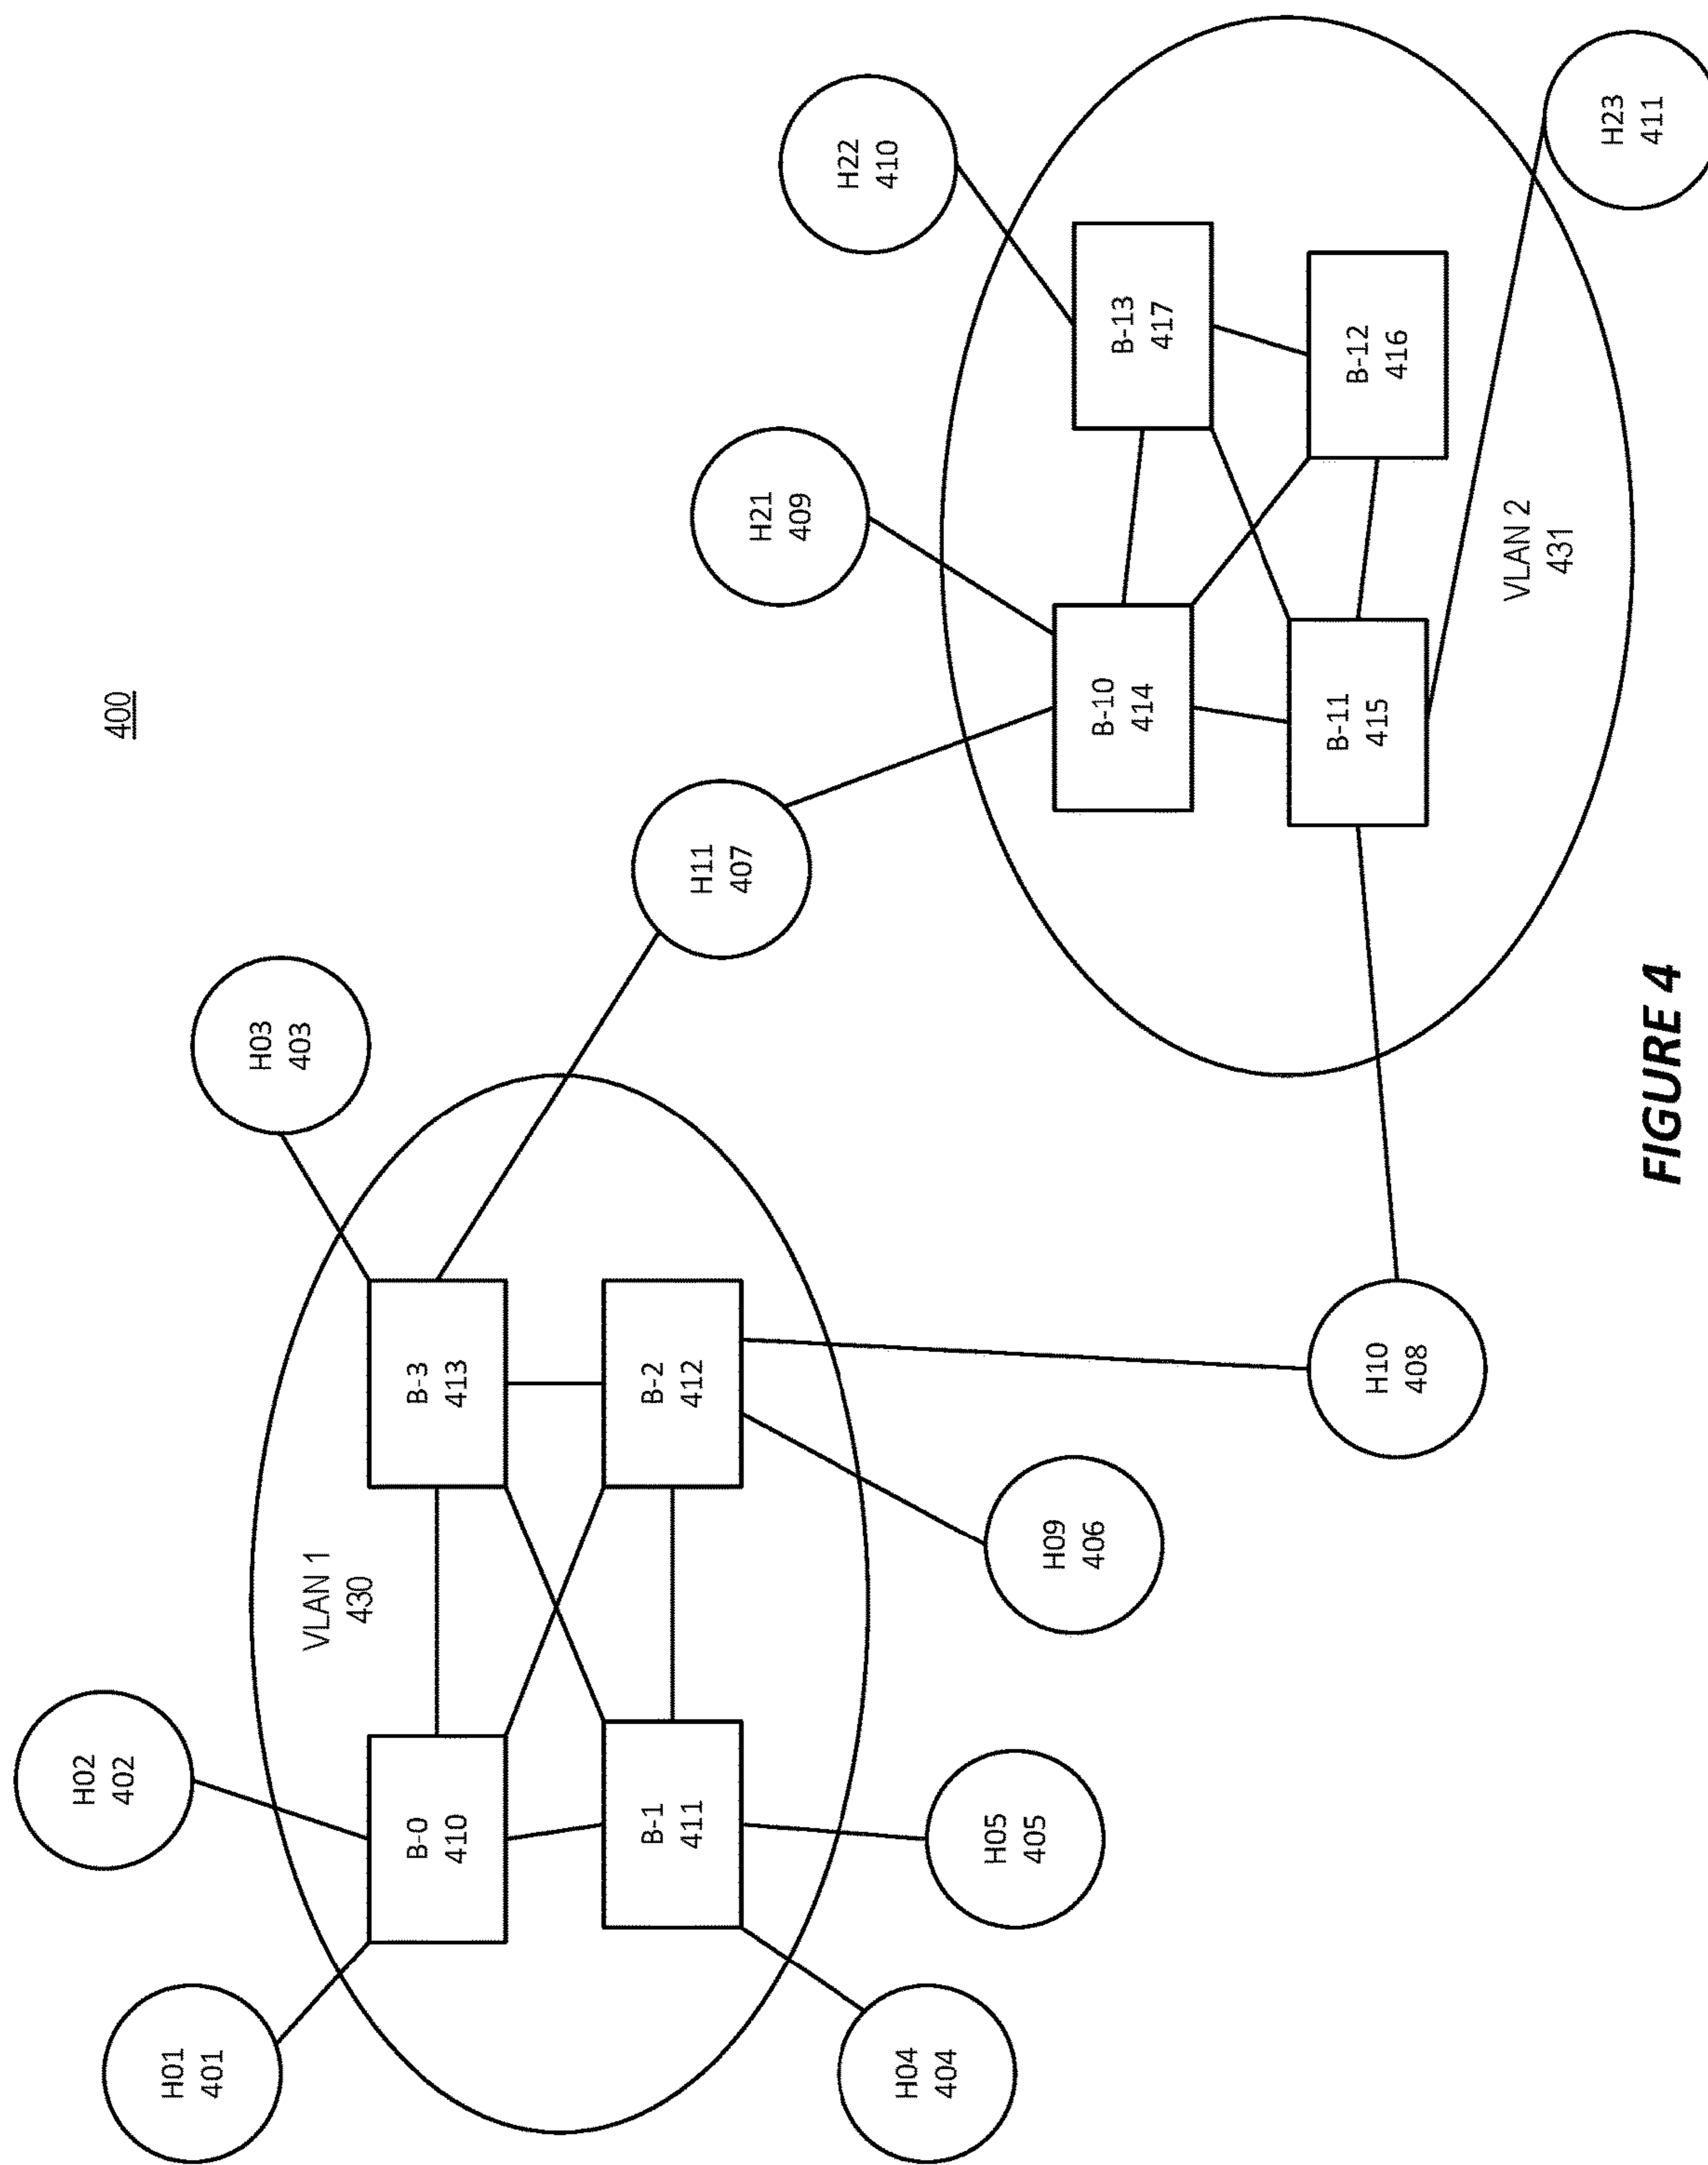 400
H02
402
H01
401
VLAN 1
430
H03
403
B-0
410
B-3
413
B-1
411
B-2
412
H04
404
H05
405
H09
406
H10
408
H11
407
H21
409
H22
410
B-10
414
B-13
417
B-11
415
B-12
416
VLAN 2
431
H23
411
FIGURE 4